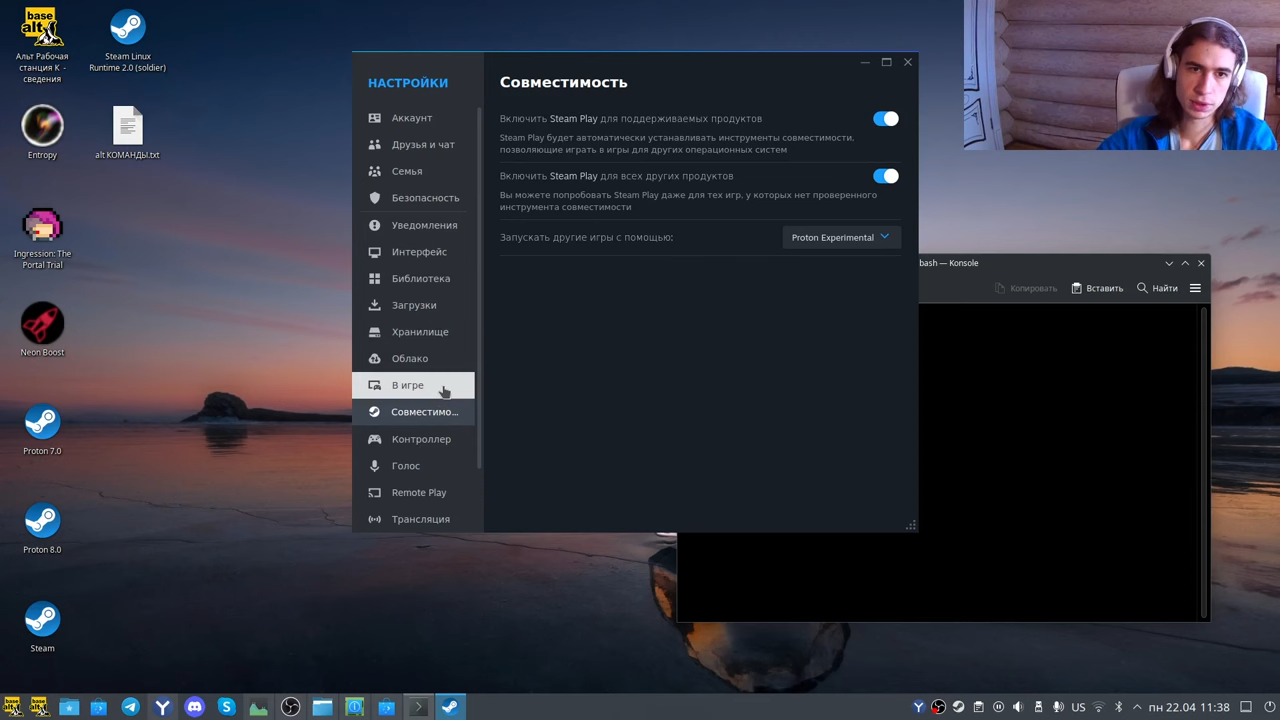 base
alt
Альт Рабочая
станция К -
сведения
Steam Linux
Runtime 2.0 (soldier)
Entropy
alt КОМАНДЫ.txt
Ingression: The
Portal Trial
Neon Boost
Proton 7.0
Proton 8.0
Steam
НАСТРОЙКИ
Аккаунт
Друзья и чат
Семья
Безопасность
Уведомления
Интерфейс
Библиотека
Загрузки
Хранилище
Облако
В игре
Совместимо...
Контроллер
Голос
Remote Play
Трансляция
Совместимость
Включить Steam Play для поддерживаемых продуктов
Steam Play будет автоматически устанавливать инструменты совместимости,
позволяющие играть в игры для других операционных систем
Включить Steam Play для всех других продуктов
Вы можете попробовать Steam Play даже для тех игр, у которых нет проверенного
инструмента совместимости
Запускать другие игры с помощью:
Proton Experimental
bash — Konsole
Копировать
Вставить
Найти
US
пн 22.04
11:38